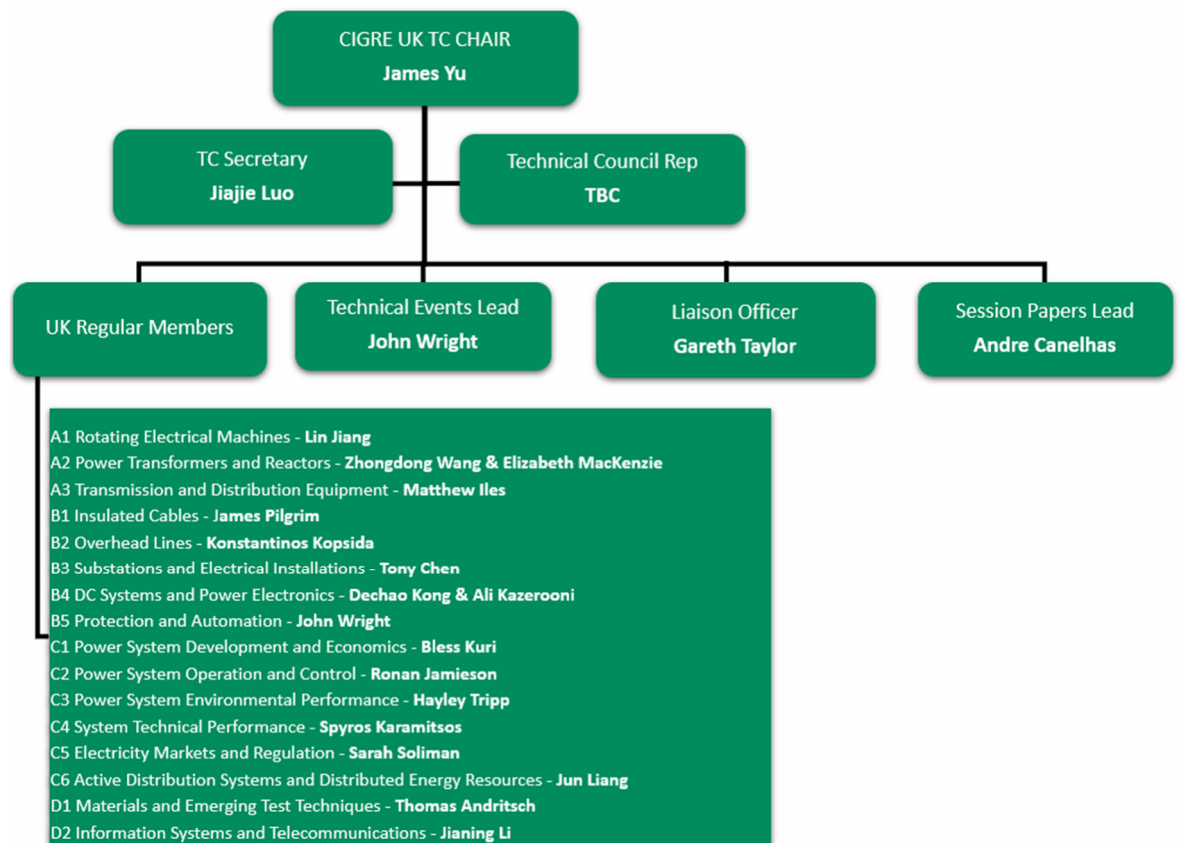 CIGRE UK TC CHAIR
James Yu
TC Secretary
Jiajie Luo
Technical Council Rep
TBC
UK Regular Members
Technical Events Lead
John Wright
Liaison Officer
Gareth Taylor
Session Papers Lead
Andre Canelhas
A1 Rotating Electrical Machines - Lin Jiang
A2 Power Transformers and Reactors - Zhongdong Wang & Elizabeth MacKenzie
A3 Transmission and Distribution Equipment - Matthew Iles
B1 Insulated Cables - James Pilgrim
B2 Overhead Lines - Konstantinos Kopsida
B3 Substations and Electrical Installations - Tony Chen
B4 DC Systems and Power Electronics - Dechao Kong & Ali Kazerooni
B5 Protection and Automation - John Wright
C1 Power System Development and Economics - Bless Kuri
C2 Power System Operation and Control - Ronan Jamieson
C3 Power System Environmental Performance - Hayley Tripp
C4 System Technical Performance - Spyros Karamitsos
C5 Electricity Markets and Regulation - Sarah Soliman
C6 Active Distribution Systems and Distributed Energy Resources - Jun Liang
D1 Materials and Emerging Test Techniques - Thomas Andritsch
D2 Information Systems and Telecommunications - Jianing Li